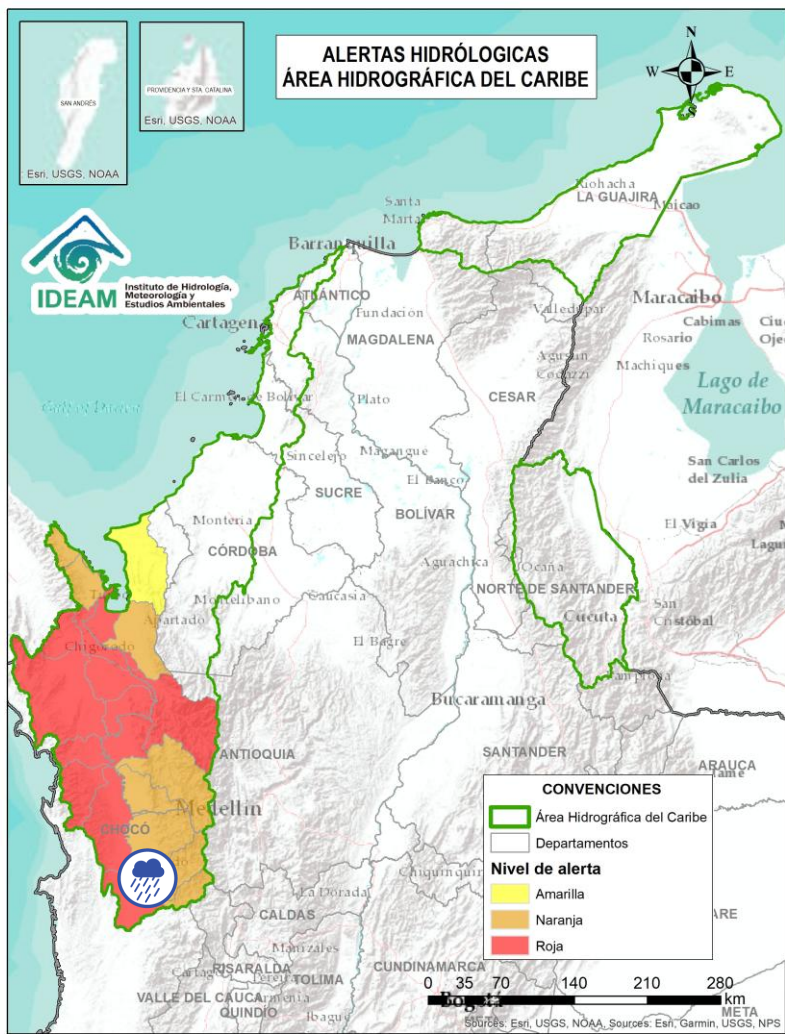 ALERTAS HIDRÓLOGICAS
ÁREA HIDROGRÁFICA DEL CARIBE
N
W
E
S
SAN ANDRÉS
Esri, USGS, NOAA
PROVIDENCIA Y STA. CATALINA
Esri, USGS, NOAA
IDEAM
Instituto de Hidrología,
Meteorología y
Estudios Ambientales
Riohacha
LA GUAJIRA
Maicao
Santa
Marta
Barranquilla
ATLÁNTICO
Cartagena
Fundación
MAGDALENA
Valledupar
Maracaibo
Cabimas
Rosario
Machiques
Agustín
Codazzi
CESAR
Lago de
Maracaibo
El Carmen de Bolívar
Plato
Sincelejo
Magangue
SUCRE
El Banco
BOLÍVAR
San Carlos
del Zulia
El Vigia
Montería
CÓRDOBA
Aguachica
Ocaña
NORTE DE SANTANDER
Cucuta
San
Cristóbal
Montelibano
Caucasia
Apartado
El Bagre
Pamplona
Bucaramanga
ANTIOQUIA
SANTANDER
ARAUCA
Medellín
CHOCÓ
La Dorada
CALDAS
Manizales
RISARALDA
TOLIMA
CUNDINAMARCA
VALLE DEL CAUCA
Armenia
QUINDÍO
Ibague
Bogotá
META
META
CONVENCIONES
Área Hidrográfica del Caribe
Departamentos
Nivel de alerta
Amarilla
Naranja
Roja
0 35 70 140 210 280
km
Sources: Esri, USGS, NOAA, Sources: Esri, Garmin, USGS, NPS